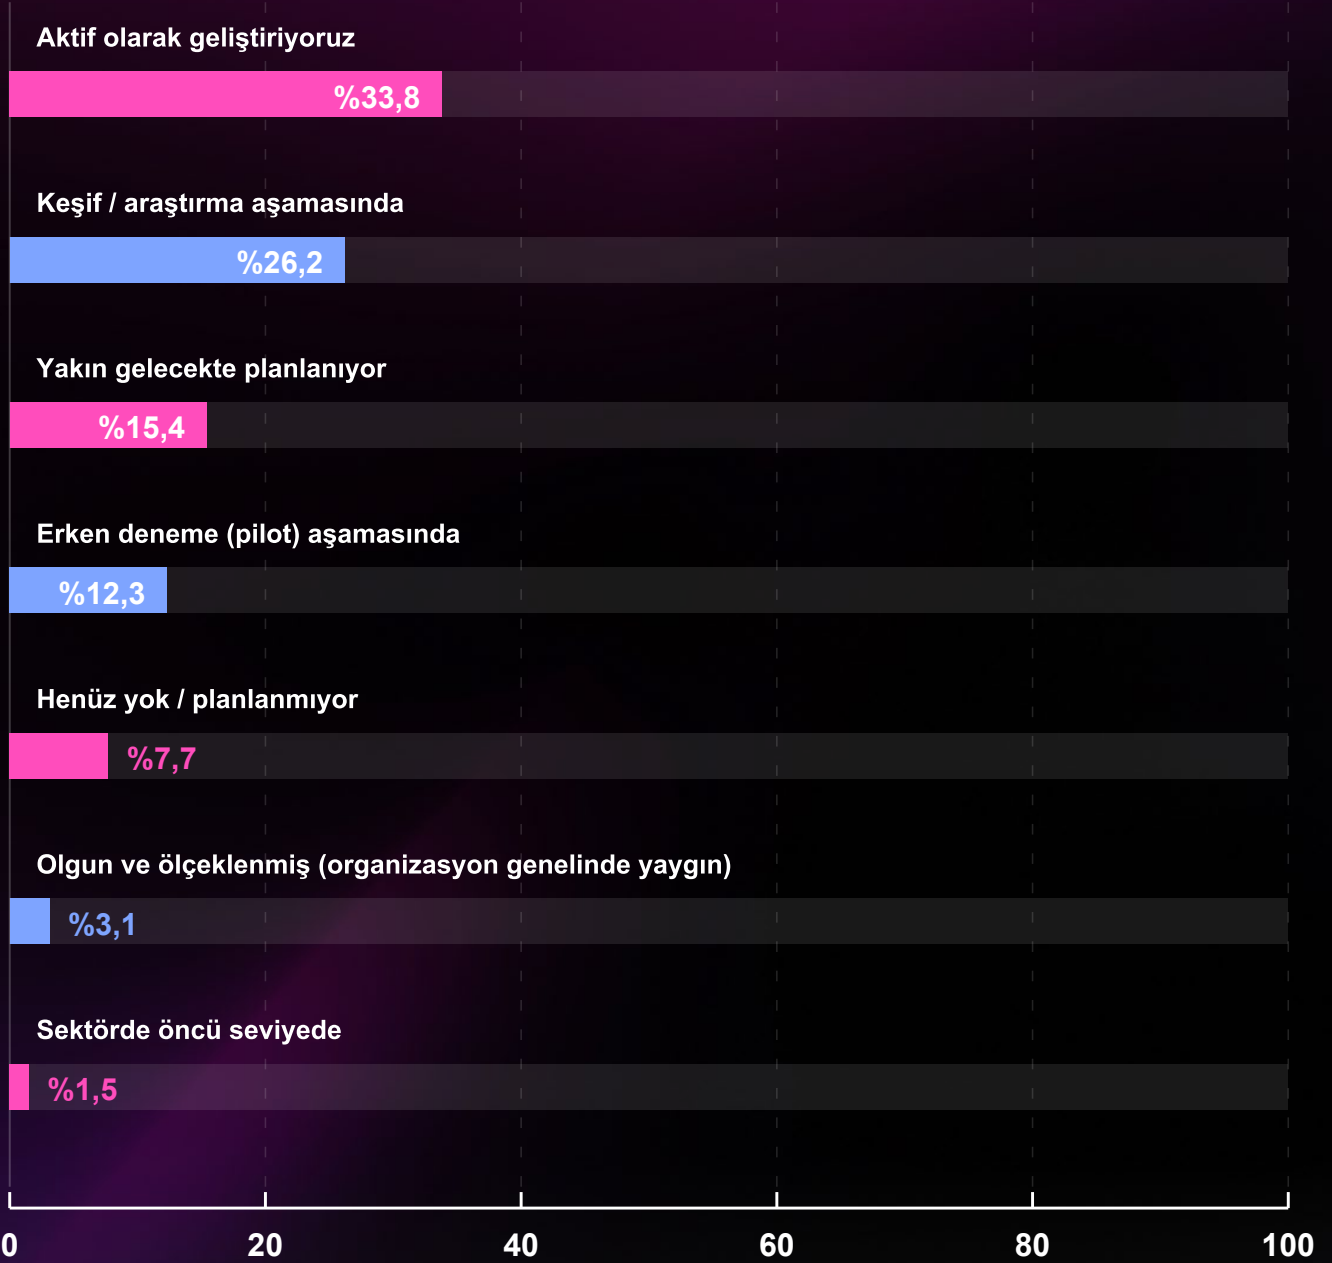 Aktif olarak geliştiriyoruz
%33,8
Keşif / araştırma aşamasında
%26,2
Yakın gelecekte planlanıyor
%15,4
Erken deneme (pilot) aşamasında
%12,3
Henüz yok / planlanmıyor
%7,7
Olgun ve ölçeklenmiş (organizasyon genelinde yaygın)
%3,1
Sektörde öncü seviyede
%1,5
0 20 40 60 80 100